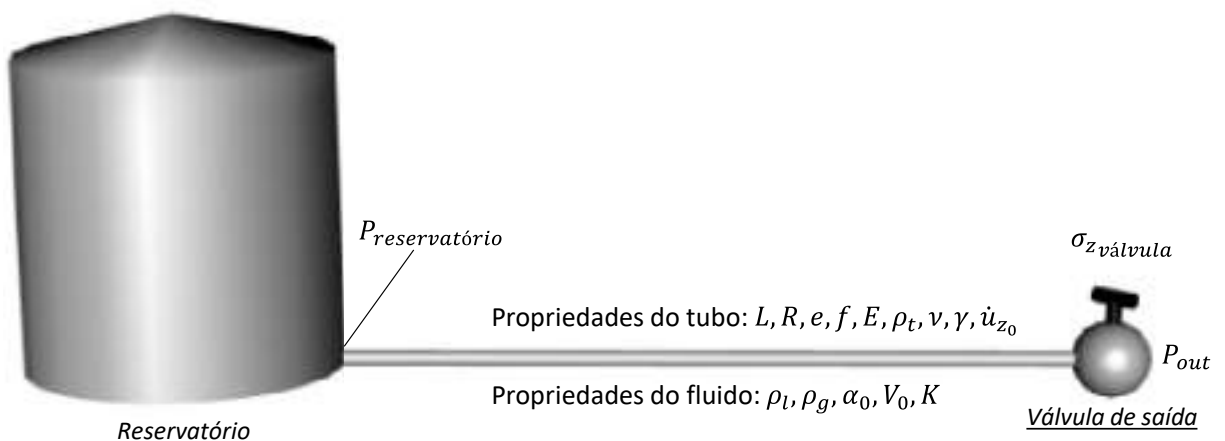 P_reservatório
σ_z_válvula
Propriedades do tubo: L, R, e, f, E, ρ_t, ν, γ, u̇_z_0
P_out
Propriedades do fluido: ρ_l, ρ_g, α_0, V_0, K
Válvula de saída
Reservatório